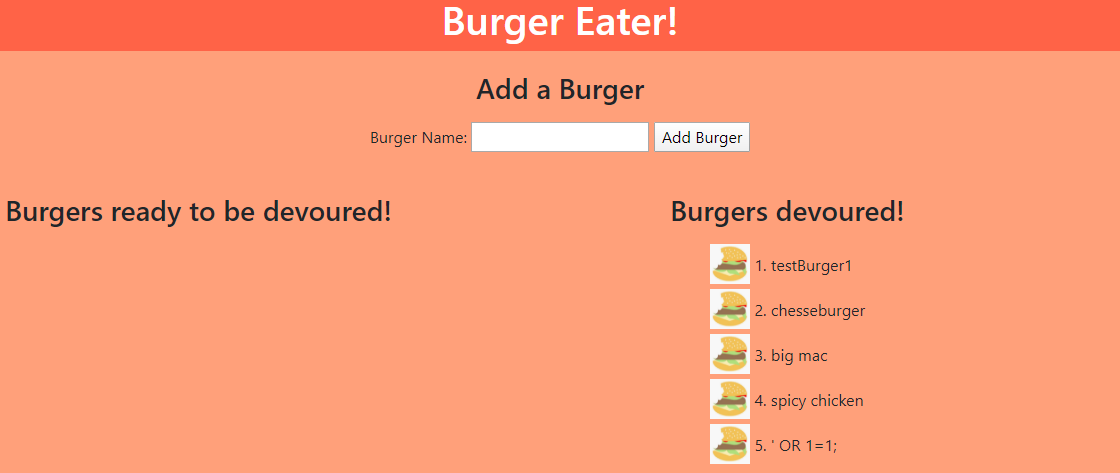 Burger Eater!
Add a Burger
Burger Name: Add Burger
Burgers ready to be devoured!
Burgers devoured!
1. testBurger1
2. chesseburger
3. big mac
4. spicy chicken
5. ' OR 1=1;